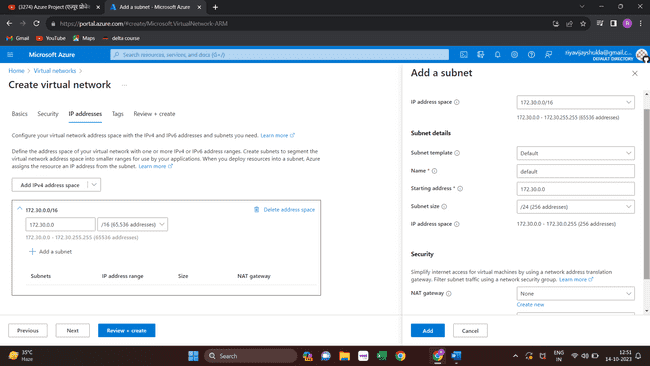 (3274) Azure Project (एज़ूर प्रोजे
Add a subnet - Microsoft Azure
https://portal.azure.com/#create/Microsoft.VirtualNetwork-ARM
Gmail
YouTube
Maps
delta course
Microsoft Azure
Search resources, services, and docs (G+/)
riyavijayshukla@gmail.c...
DEFAULT DIRECTORY
Home
Virtual networks
Create virtual network
...
Basics
Security
IP addresses
Tags
Review + create
Configure your virtual network address space with the IPv4 and IPv6 addresses and subnets you need. Learn more
Define the address space of your virtual network with one or more IPv4 or IPv6 address ranges. Create subnets to segment the
virtual network address space into smaller ranges for use by your applications. When you deploy resources into a subnet, Azure
assigns the resource an IP address from the subnet. Learn more
Add IPv4 address space
172.30.0.0/16
Delete address space
172.30.0.0
/16 (65,536 addresses)
172.30.0.0 - 172.30.255.255 (65536 addresses)
+ Add a subnet
Subnets
IP address range
Size
NAT gateway
Previous
Next
Review + create
Add a subnet
IP address space
172.30.0.0/16
172.30.0.0 - 172.30.255.255 (65536 addresses)
Subnet details
Subnet template
Default
Name *
default
Starting address *
172.30.0.0
Subnet size
/24 (256 addresses)
IP address space
172.30.0.0 - 172.30.0.255 (256 addresses)
Security
Simplify internet access for virtual machines by using a network address translation
gateway. Filter subnet traffic using a network security group. Learn more
NAT gateway
None
Create new
Add
Cancel
35°C
Haze
Search
ENG
IN
12:51
14-10-2023